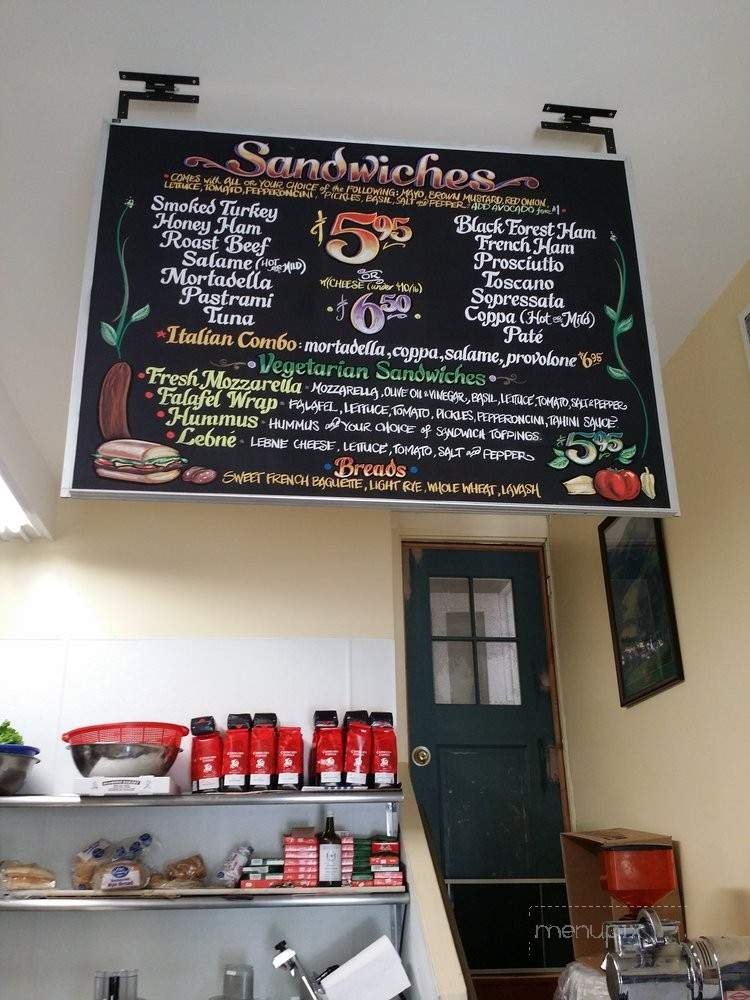 Sandwiches
• COMES with ALL OR YOUR CHOICE of the FOLLOWING: MAYO, BROWN MUSTARD, RED ONION,
LETTUCE, TOMATO, PEPPERONCINI, PICKLES, BASIL, SALT and PEPPER. ADD AVOCADO for $1 •
Smoked Turkey
Honey Ham
Roast Beef
Salame (HOT or MILD)
Mortadella
Pastrami
Tuna
$5.95
OR
w/CHEESE (under $10/lb)
$6.50
Black Forest Ham
French Ham
Prosciutto
Toscano
Sopressata
Coppa (Hot or Mild)
Paté
*Italian Combo: mortadella, coppa, salame, provolone $6.95
Vegetarian Sandwiches
• Fresh Mozzarella - MOZZARELLA, OLIVE OIL & VINEGAR, BASIL, LETTUCE, TOMATO, SALT & PEPPER
• Falafel Wrap - FALAFEL, LETTUCE, TOMATO, PICKLES, PEPPERONCINI, TAHINI SAUCE
• Hummus - HUMMUS and YOUR CHOICE of SANDWICH TOPPINGS
• Lebne - LEBNE CHEESE, LETTUCE, TOMATO, SALT and PEPPER
$5.95
• Breads •
SWEET FRENCH BAGUETTE, LIGHT RYE, WHOLE WHEAT, LAVASH
menupix